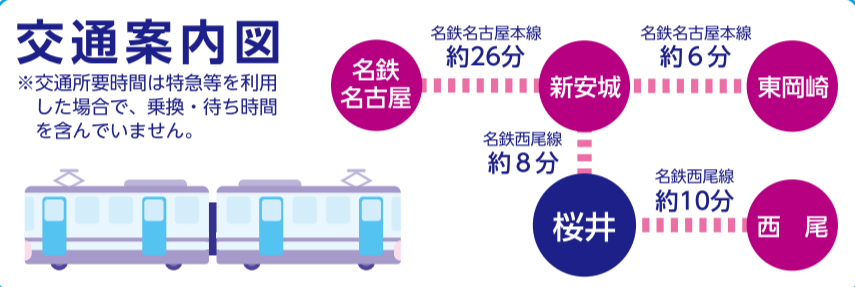 交通案内図
※交通所要時間は特急等を利用
した場合で、乗換・待ち時間
を含んでいません。
名鉄
名古屋
名鉄名古屋本線
約26分
新安城
名鉄名古屋本線
約6分
東岡崎
名鉄西尾線
約8分
桜井
名鉄西尾線
約10分
西　尾